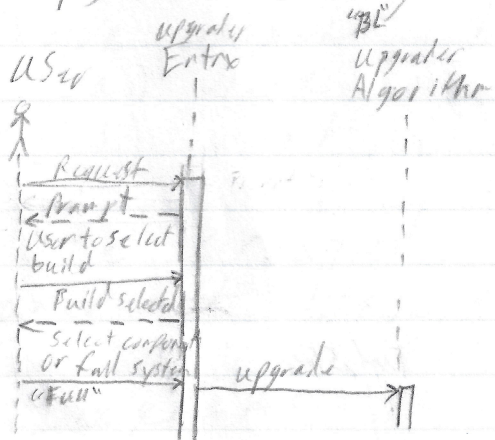 User
upgrader
Entry
"BL"
Upgrader
Algorithm
Request
Prompt
User to select
build
Build selected
Select component
or full system
"Full"
upgrade